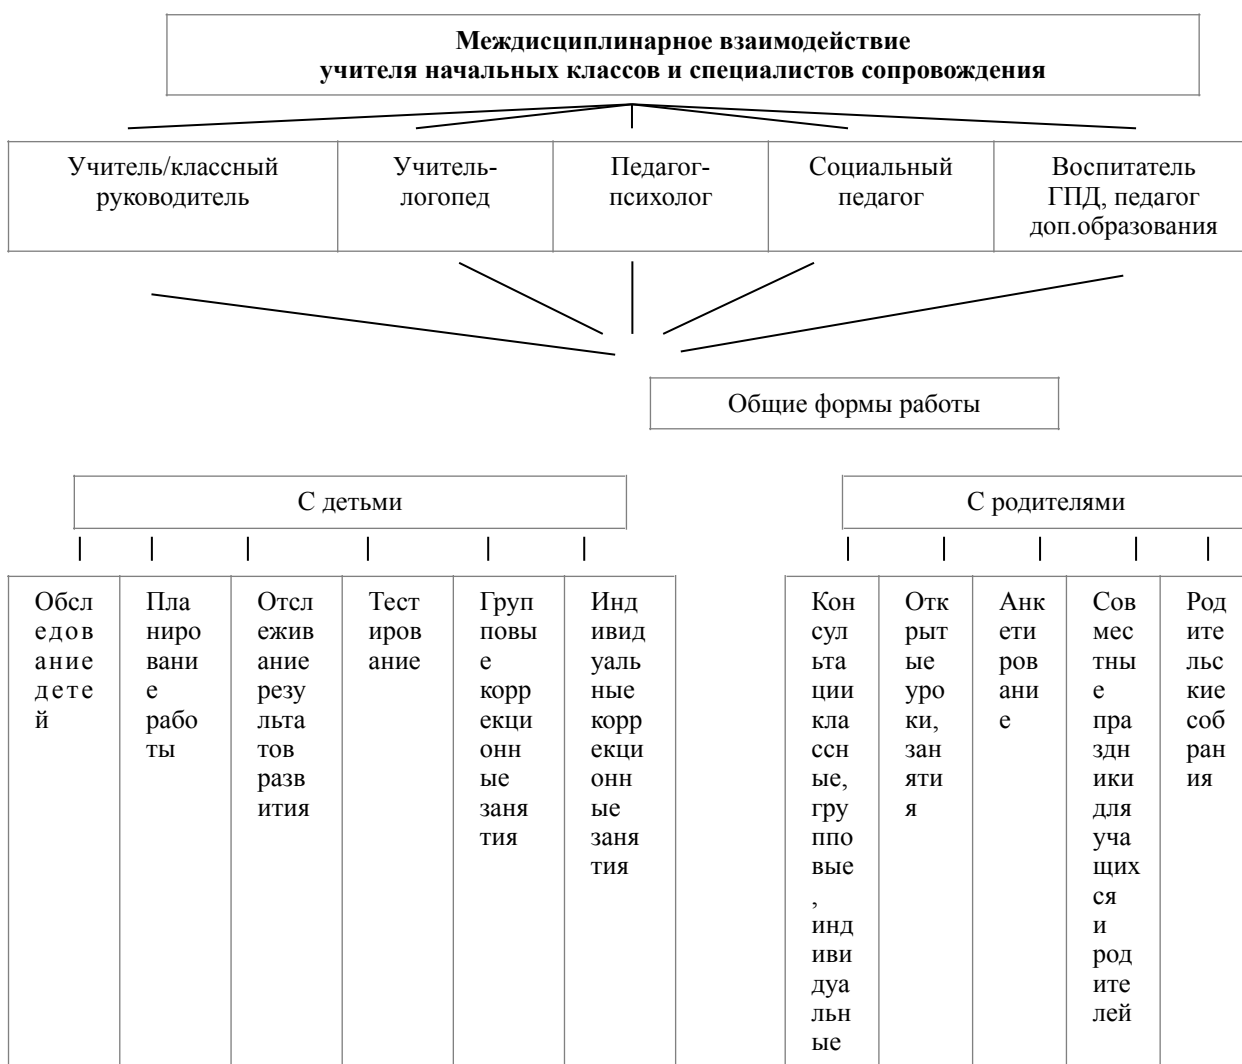 Междисциплинарное взаимодействие
учителя начальных классов и специалистов сопровождения
Учитель/классный
руководитель
Учитель-
логопед
Педагог-
психолог
Социальный
педагог
Воспитатель
ГПД, педагог
доп.образования
Общие формы работы
С детьми
С родителями
Обсл
едов
ание
дете
й
Пла
ниро
вани
е
рабо
ты
Отсл
ежив
ание
резу
льта
тов
разв
ития
Тест
иров
ание
Груп
повы
е
корр
екци
онн
ые
заня
тия
Инд
ивид
уаль
ные
корр
екци
онн
ые
заня
тия
Кон
сул
ьта
ции
кла
ссн
ые,
гру
ппо
вые
,
инд
иви
дуа
льн
ые
Отк
рыт
ые
уро
ки,
зан
яти
я
Анк
ети
ров
ани
е
Сов
мес
тны
е
пра
здн
ики
для
уча
щих
ся
и
род
ите
лей
Род
ите
льс
кие
соб
ран
ия